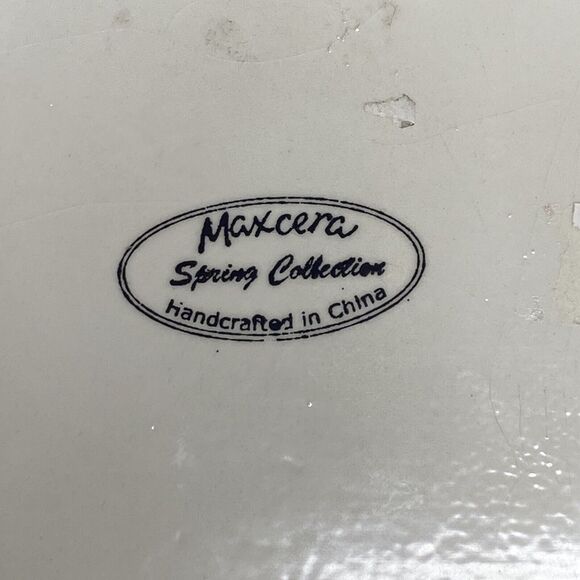 Maxcera
Spring Collection
Handcrafted in China